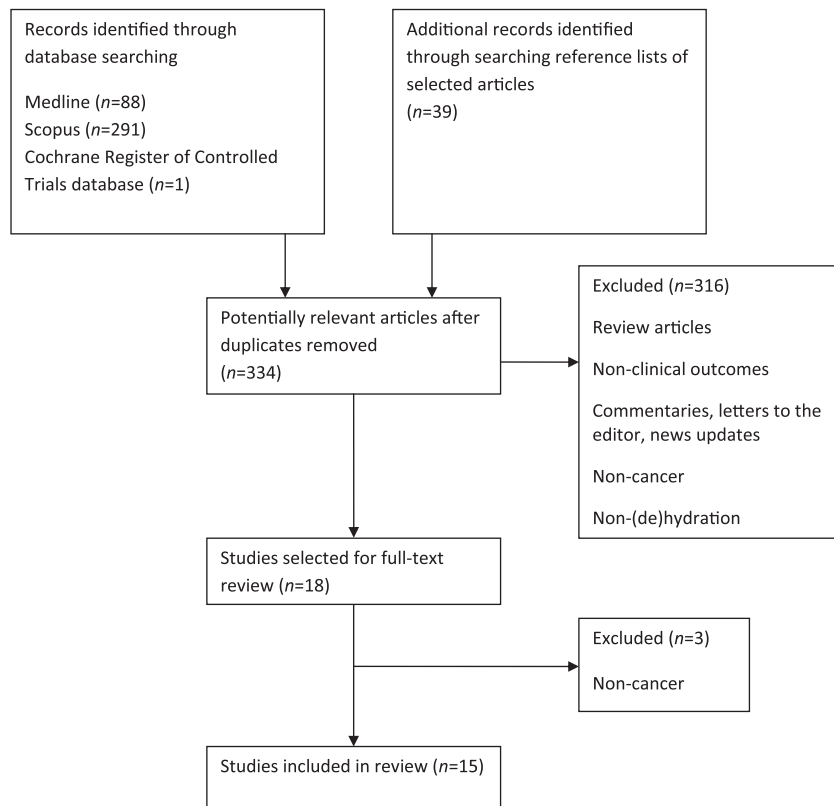 Records identified through
database searching
Medline (n=88)
Scopus (n=291)
Cochrane Register of Controlled
Trials database (n=1)
Additional records identified
through searching reference lists of
selected articles
(n=39)
Potentially relevant articles after
duplicates removed
(n=334)
Excluded (n=316)
Review articles
Non-clinical outcomes
Commentaries, letters to the
editor, news updates
Non-cancer
Non-(de)hydration
Studies selected for full-text
review (n=18)
Excluded (n=3)
Non-cancer
Studies included in review (n=15)